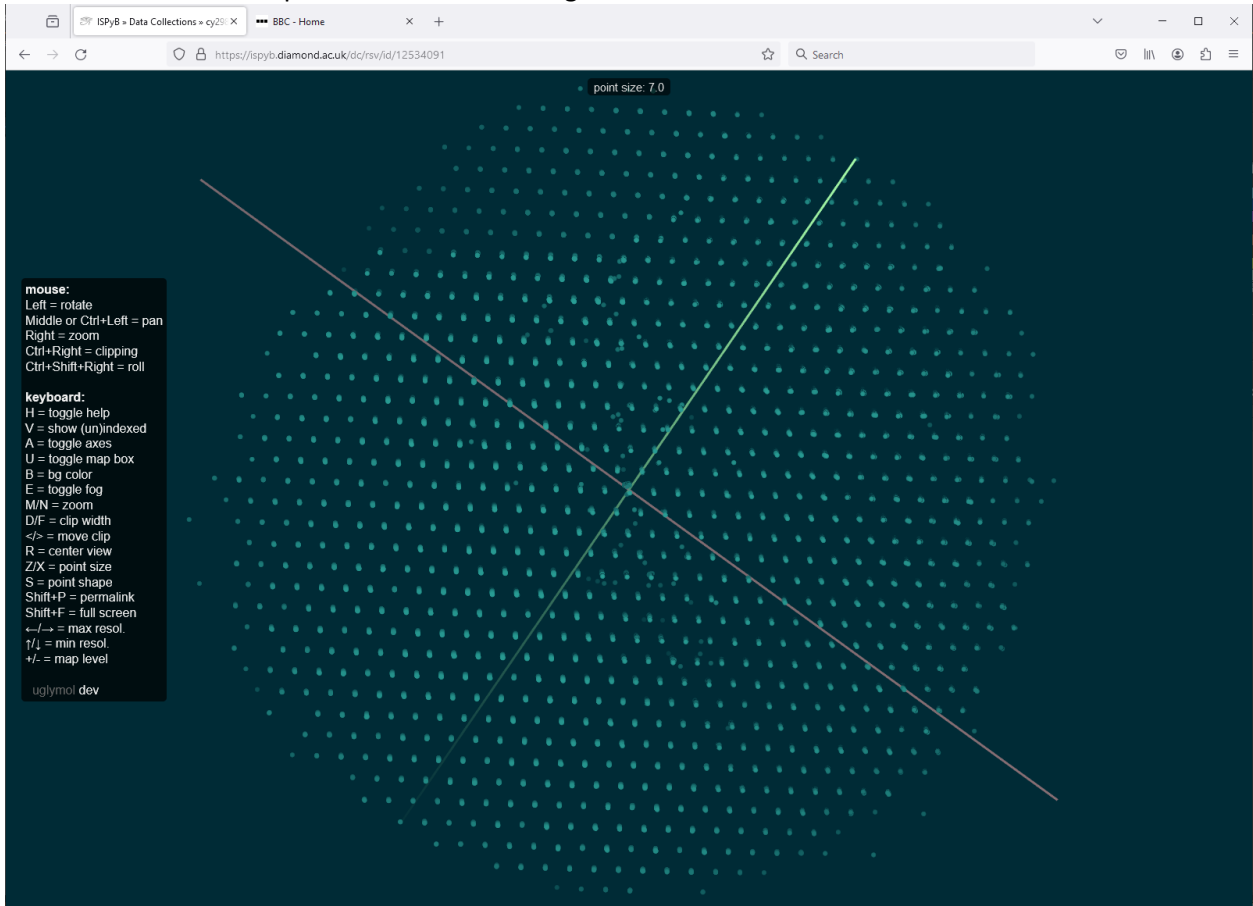 ISPyB » Data Collections » cy29
BBC - Home
https://ispyb.diamond.ac.uk/dc/rsv/id/12534091
Search
point size: 7.0
mouse:
Left = rotate
Middle or Ctrl+Left = pan
Right = zoom
Ctrl+Right = clipping
Ctrl+Shift+Right = roll
keyboard:
H = toggle help
V = show (un)indexed
A = toggle axes
U = toggle map box
B = bg color
E = toggle fog
M/N = zoom
D/F = clip width
</> = move clip
R = center view
Z/X = point size
S = point shape
Shift+P = permalink
Shift+F = full screen
←/→ = max resol.
↑/↓ = min resol.
+/- = map level
uglymol dev